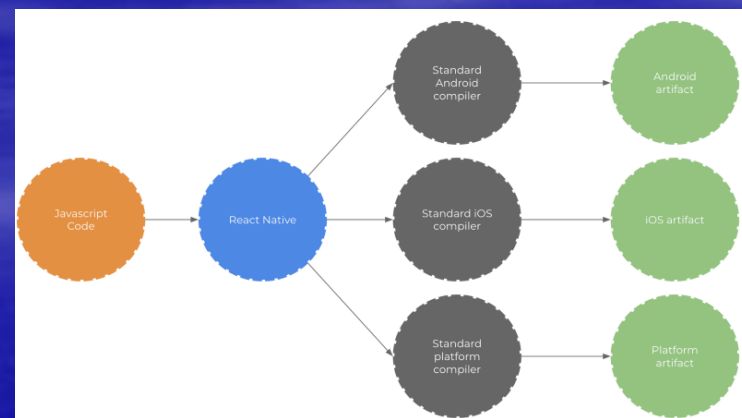 Standard
Android
compiler
Android
artifact
Javascript
Code
React Native
Standard iOS
compiler
iOS artifact
Standard
platform
compiler
Platform
artifact